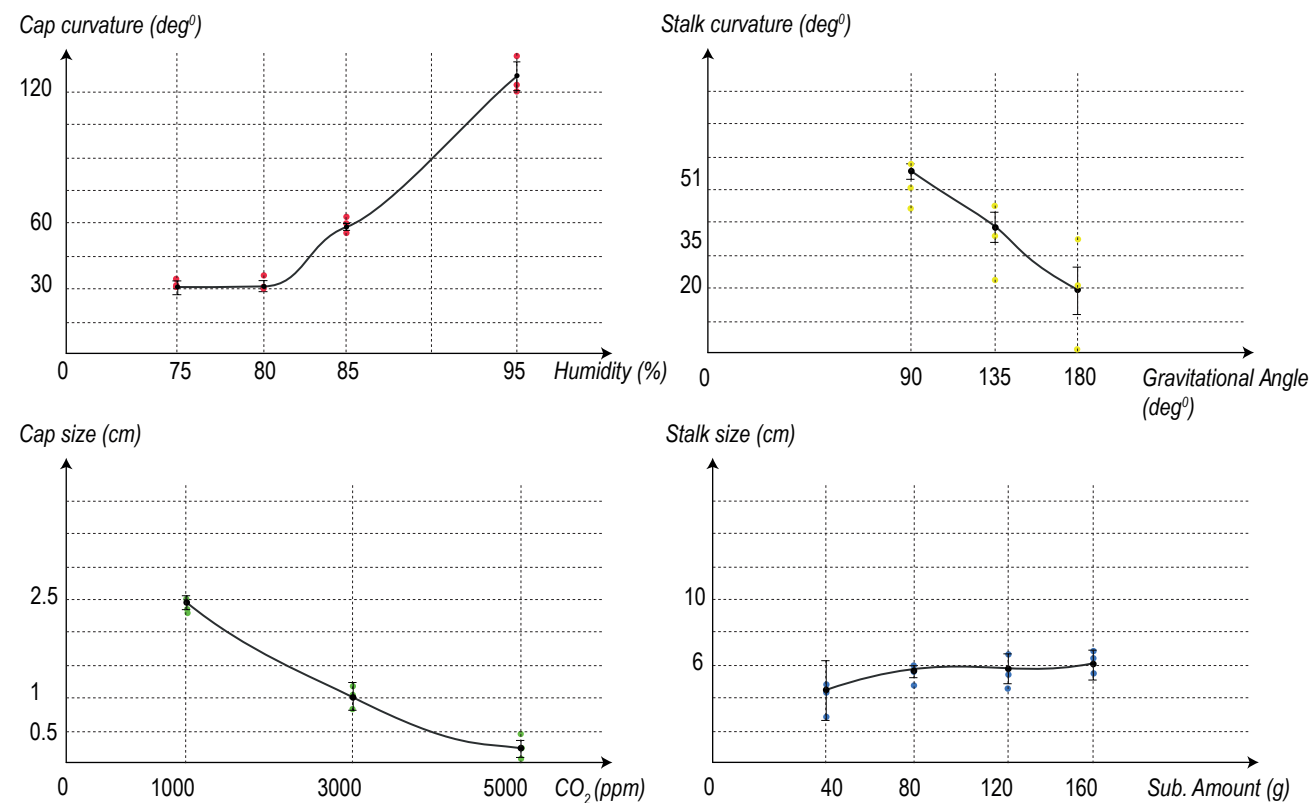 Cap curvature (deg⁰)
120
60
30
0 75 80 85 95 Humidity (%)
Stalk curvature (deg⁰)
51
35
20
0 90 135 180 Gravitational Angle
(deg⁰)
Cap size (cm)
2.5
1
0.5
0 1000 3000 5000 CO₂(ppm)
Stalk size (cm)
10
6
0 40 80 120 160 Sub. Amount (g)